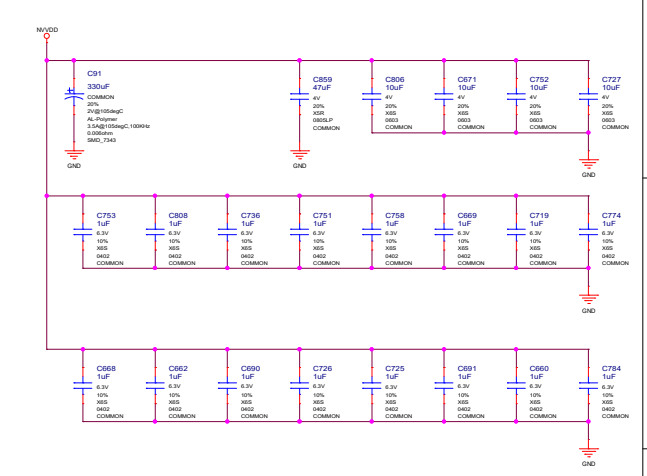 NVVDD
C91
330uF
COMMON
20%
2V@105degC
AL-Polymer
3.5A@105degC,100KHz
0.006ohm
SMD_7343
GND
C859
47uF
4V
20%
X5R
0805LP
COMMON
GND
C806
10uF
4V
20%
X6S
0603
COMMON
C671
10uF
4V
20%
X6S
0603
COMMON
C752
10uF
4V
20%
X6S
0603
COMMON
C727
10uF
4V
20%
X6S
0603
COMMON
GND
C753
1uF
6.3V
10%
X6S
0402
COMMON
C808
1uF
6.3V
10%
X6S
0402
COMMON
C736
1uF
6.3V
10%
X6S
0402
COMMON
C751
1uF
6.3V
10%
X6S
0402
COMMON
C758
1uF
6.3V
10%
X6S
0402
COMMON
C669
1uF
6.3V
10%
X6S
0402
COMMON
C719
1uF
6.3V
10%
X6S
0402
COMMON
C774
1uF
6.3V
10%
X6S
0402
COMMON
GND
C668
1uF
6.3V
10%
X6S
0402
COMMON
C662
1uF
6.3V
10%
X6S
0402
COMMON
C690
1uF
6.3V
10%
X6S
0402
COMMON
C726
1uF
6.3V
10%
X6S
0402
COMMON
C725
1uF
6.3V
10%
X6S
0402
COMMON
C691
1uF
6.3V
10%
X6S
0402
COMMON
C660
1uF
6.3V
10%
X6S
0402
COMMON
C784
1uF
6.3V
10%
X6S
0402
COMMON
GND